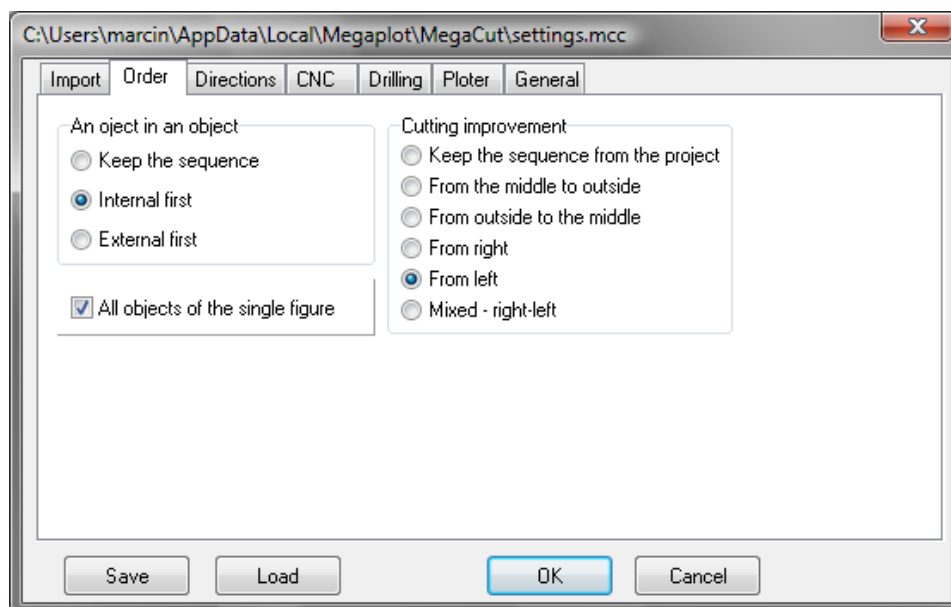 C:\Users\marcin\AppData\Local\Megaplot\MegaCut\settings.mcc
Import Order Directions CNC Drilling Ploter General
An oject in an object
Keep the sequence
Internal first
External first
All objects of the single figure
Cutting improvement
Keep the sequence from the project
From the middle to outside
From outside to the middle
From right
From left
Mixed - right-left
Save Load OK Cancel